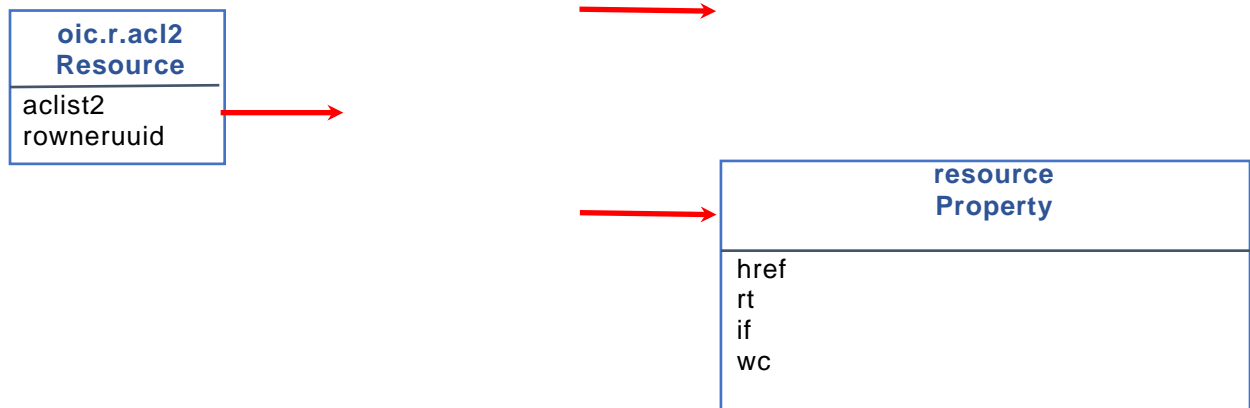 oic.r.acl2
Resource
aclist2
rowneruuid
resource
Property
href
rt
if
wc